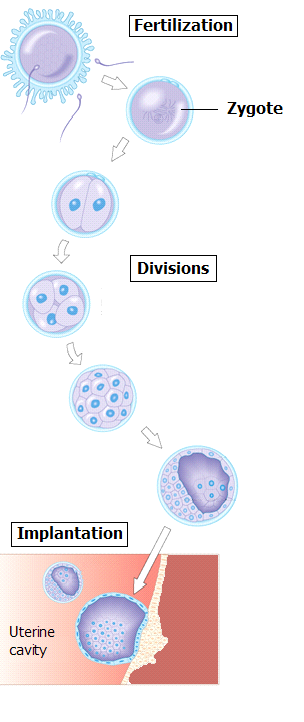 Fertilization
Zygote
Divisions
Implantation
Uterine
cavity